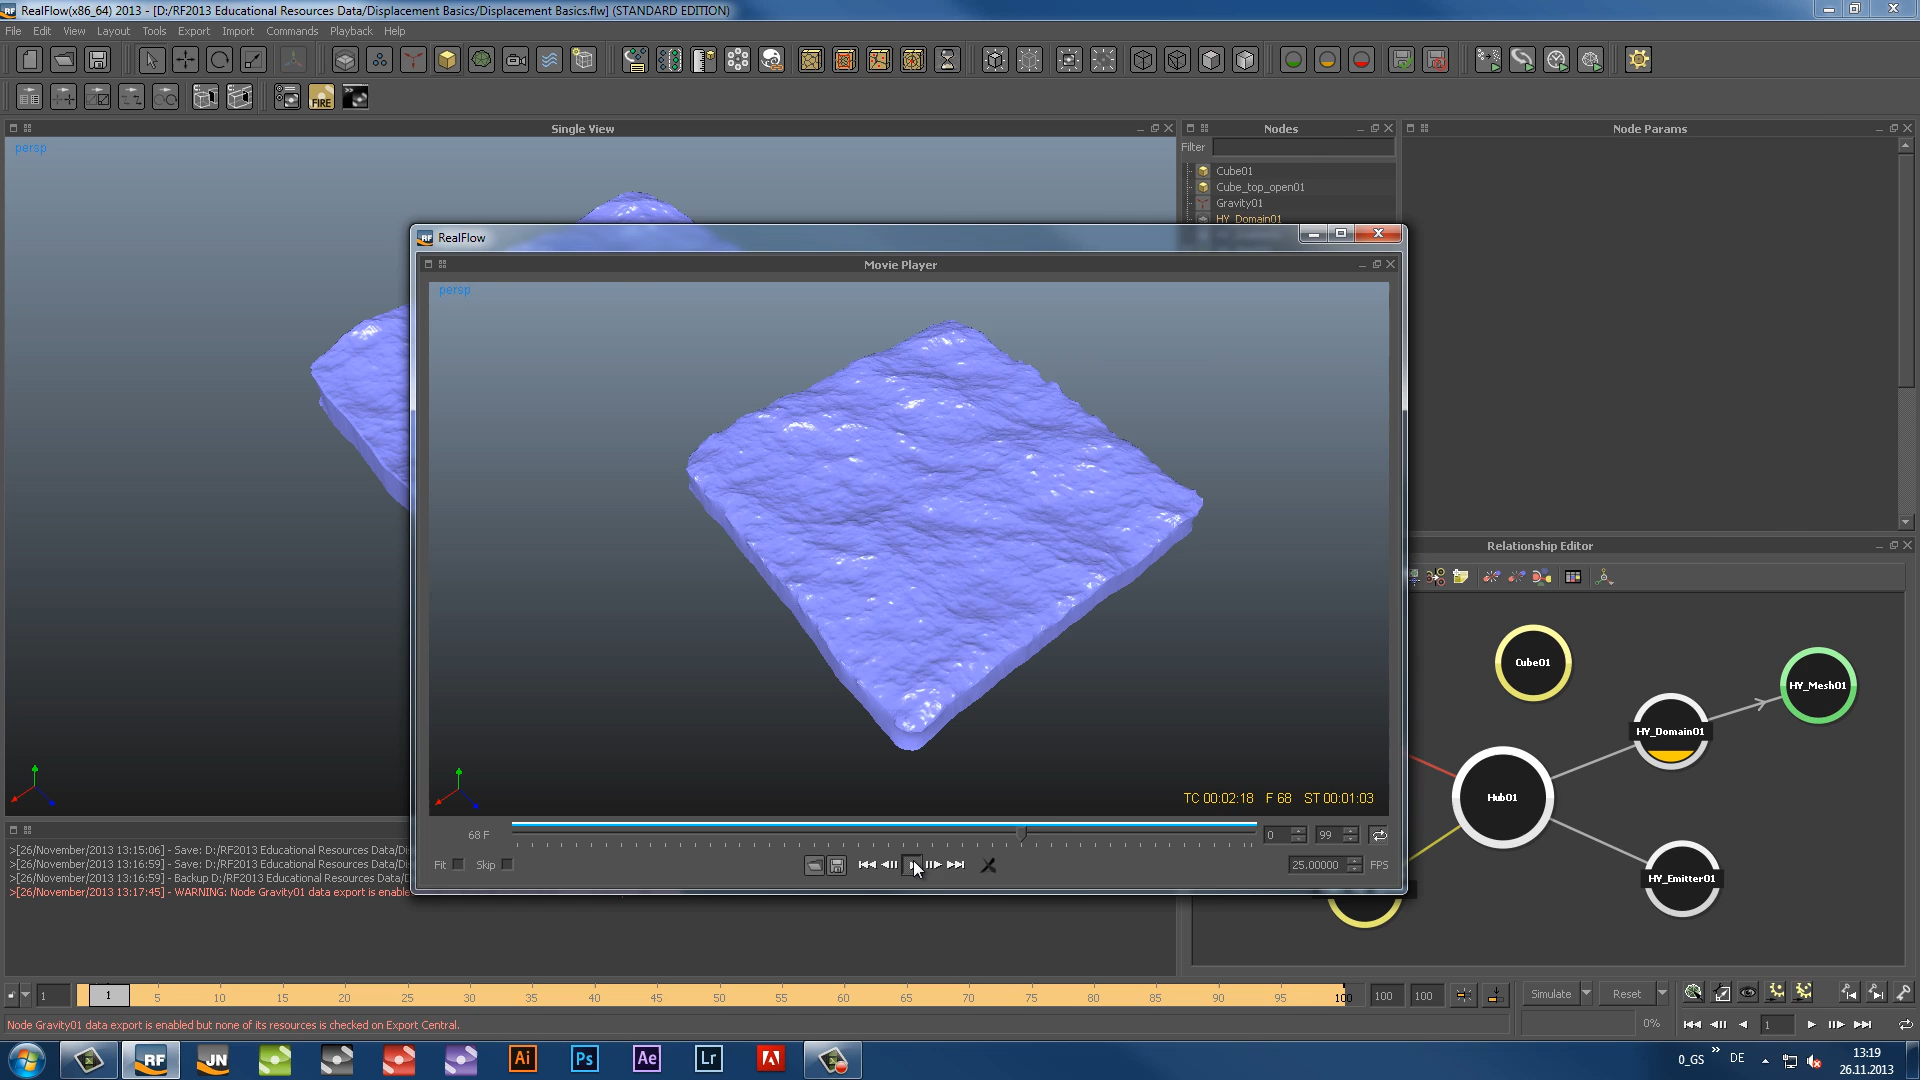 RealFlow(x86_64) 2013 - [D:/RF2013 Educational Resources Data/Displacement Basics/Displacement Basics.flw] (STANDARD EDITION)
File Edit View Layout Tools Export Import Commands Playback Help
FIRE
Single View
persp
Nodes
Filter
Cube01
Cube_top_open01
Gravity01
HY_Domain01
Node Params
RF RealFlow
Movie Player
persp
TC 00:02:18 F 68 ST 00:01:03
68 F
0 99
Fit Skip
25.00000 FPS
Relationship Editor
Cube01
HY_Mesh01
HY_Domain01
Hub01
HY_Emitter01
>[26/November/2013 13:15:06] - Save: D:/RF2013 Educational Resources Data/Di
>[26/November/2013 13:16:59] - Save: D:/RF2013 Educational Resources Data/Di
>[26/November/2013 13:16:59] - Backup D:/RF2013 Educational Resources Data/D
>[26/November/2013 13:17:45] - WARNING: Node Gravity01 data export is enable
1 1 5 10 15 20 25 30 35 40 45 50 55 60 65 70 75 80 85 90 95 100 100 100
Simulate Reset
0% 1
Node Gravity01 data export is enabled but none of its resources is checked on Export Central.
RF JN Ai Ps Ae Lr
0_GS » DE
13:19
26.11.2013